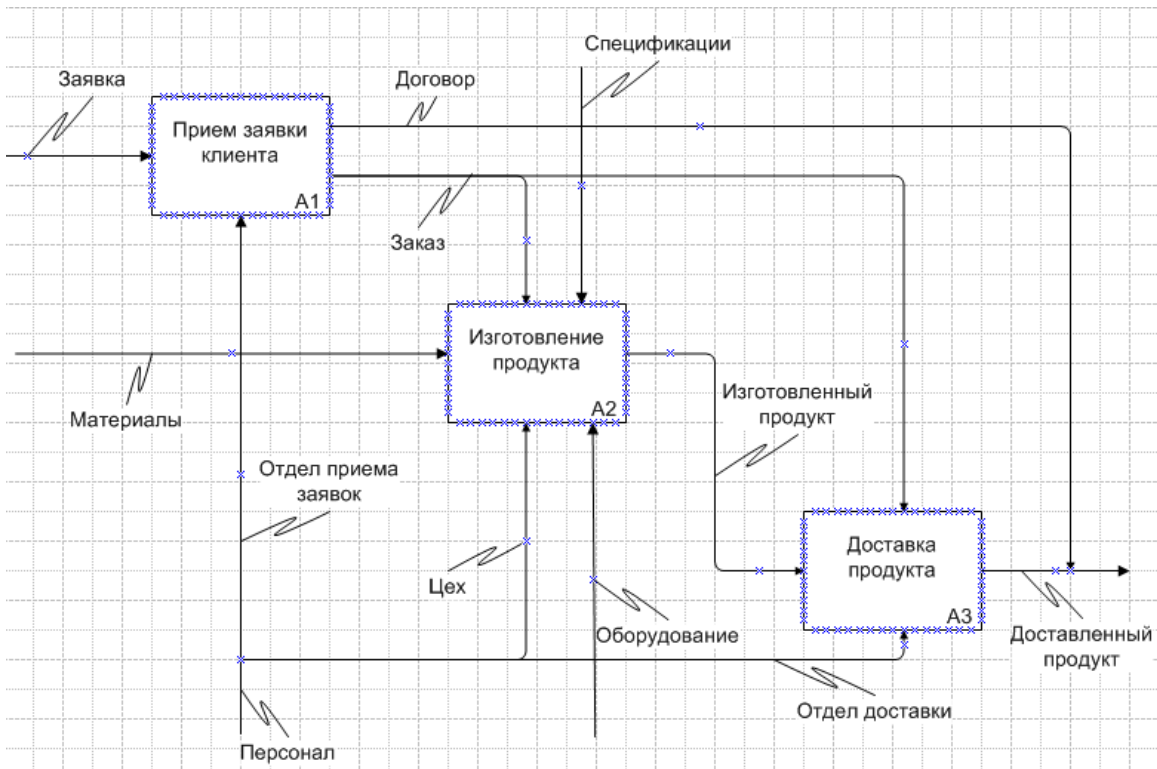 Спецификации
Заявка
Договор
Прием заявки
клиента
A1
Заказ
Изготовление
продукта
A2
Материалы
Изготовленный
продукт
Отдел приема
заявок
Доставка
продукта
A3
Цех
Оборудование
Доставленный
продукт
Отдел доставки
Персонал